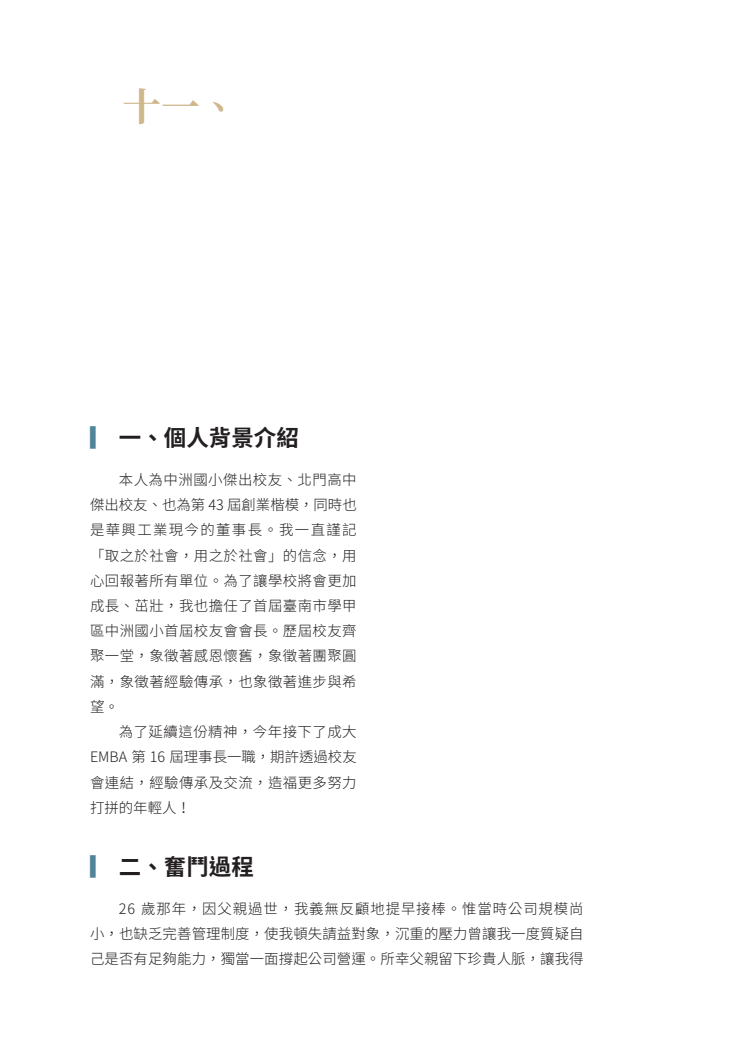 十一、
一、個人背景介紹
本人為中洲國小傑出校友、北門高中
傑出校友、也為第 43 屆創業楷模，同時也
是華興工業現今的董事長。我一直謹記
「取之於社會，用之於社會」的信念，用
心回報著所有單位。為了讓學校將會更加
成長、茁壯，我也擔任了首屆臺南市學甲
區中洲國小首屆校友會會長。歷屆校友齊
聚一堂，象徵著感恩懷舊，象徵著團聚圓
滿，象徵著經驗傳承，也象徵著進步與希
望。
為了延續這份精神，今年接下了成大
EMBA 第 16 屆理事長一職，期許透過校友
會連結，經驗傳承及交流，造福更多努力
打拼的年輕人！
二、奮鬥過程
26 歲那年，因父親過世，我義無反顧地提早接棒。惟當時公司規模尚
小，也缺乏完善管理制度，使我頓失請益對象，沉重的壓力曾讓我一度質疑自
己是否有足夠能力，獨當一面撐起公司營運。所幸父親留下珍貴人脈，讓我得